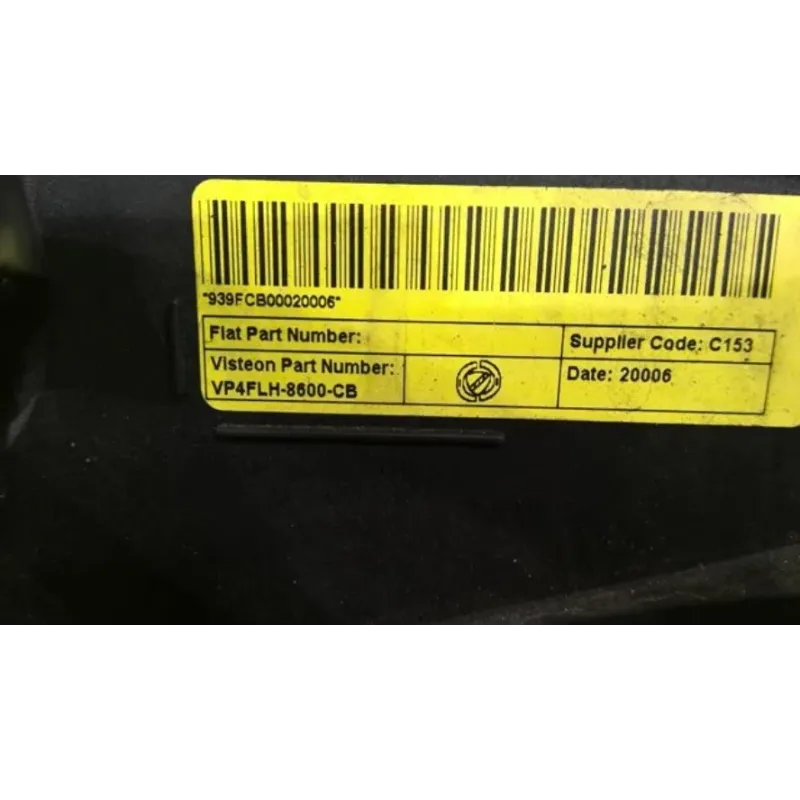 *939FCB00020006*
Fiat Part Number:
Supplier Code: C153
Visteon Part Number:
Date: 20006
VP4FLH-8600-CB